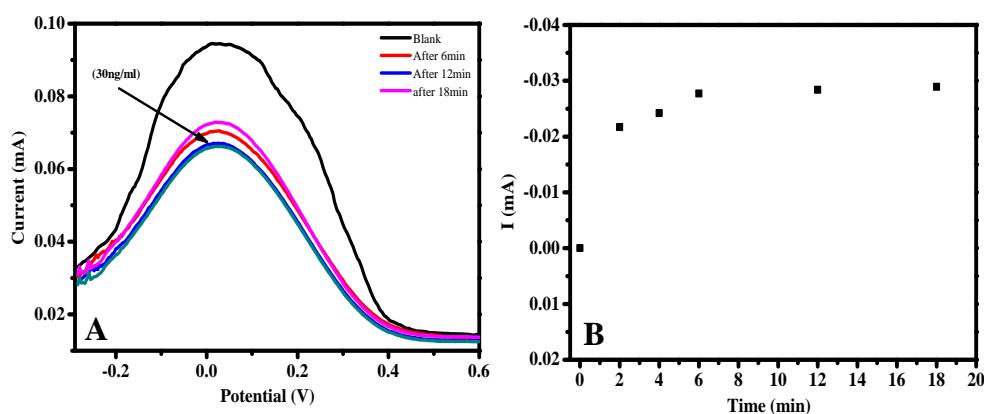 0.10
0.08
0.06
0.04
0.02
Current (mA)
-0.2
0.0
0.2
0.4
0.6
Potential (V)
Blank
After 6min
After 12min
after 18min
(30ng/ml)
A
-0.04
-0.03
-0.02
-0.01
0.00
0.01
0.02
I (mA)
0
2
4
6
8
10
12
14
16
18
20
Time (min)
B